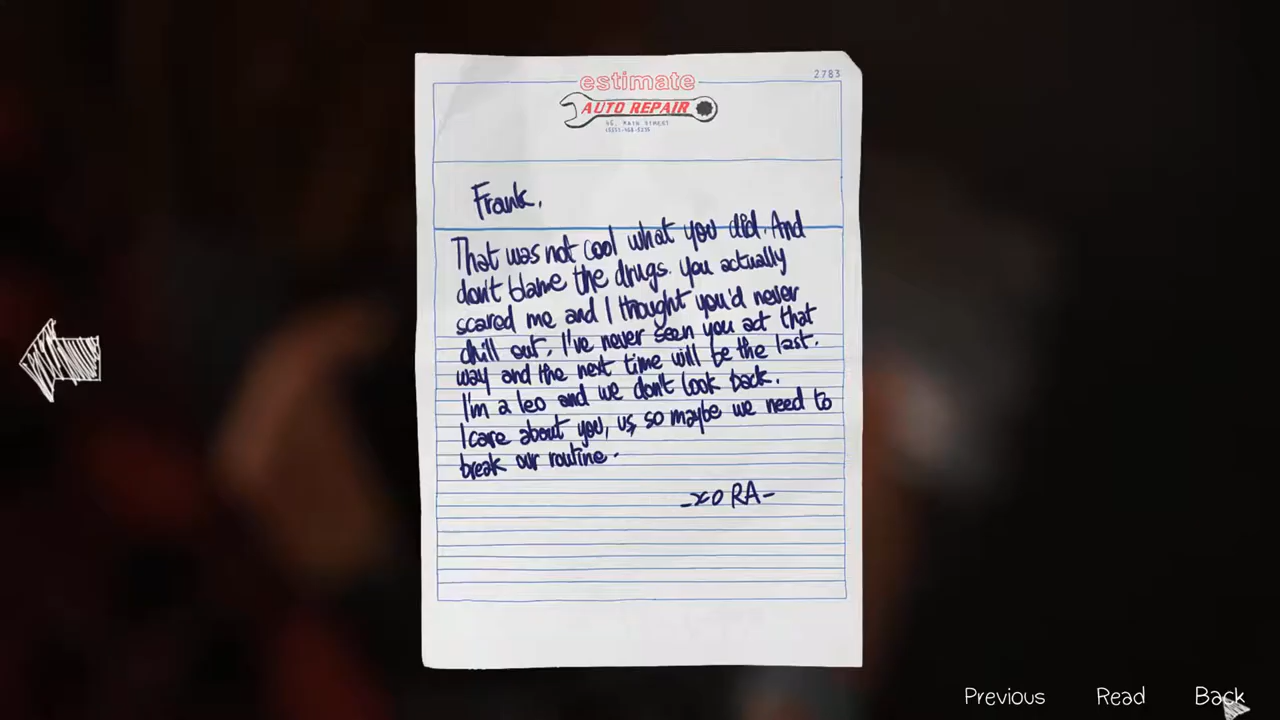 2783
estimate
AUTO REPAIR
Frank,
That was not cool what you did. And
don't blame the drugs. You actually
scared me and I thought you'd never
chill out. I've never seen you act that
way and the next time will be the last.
I'm a leo and we don't look back.
I care about you, us, so maybe we need to
break our routine.
-xo RA-
Previous Read Back